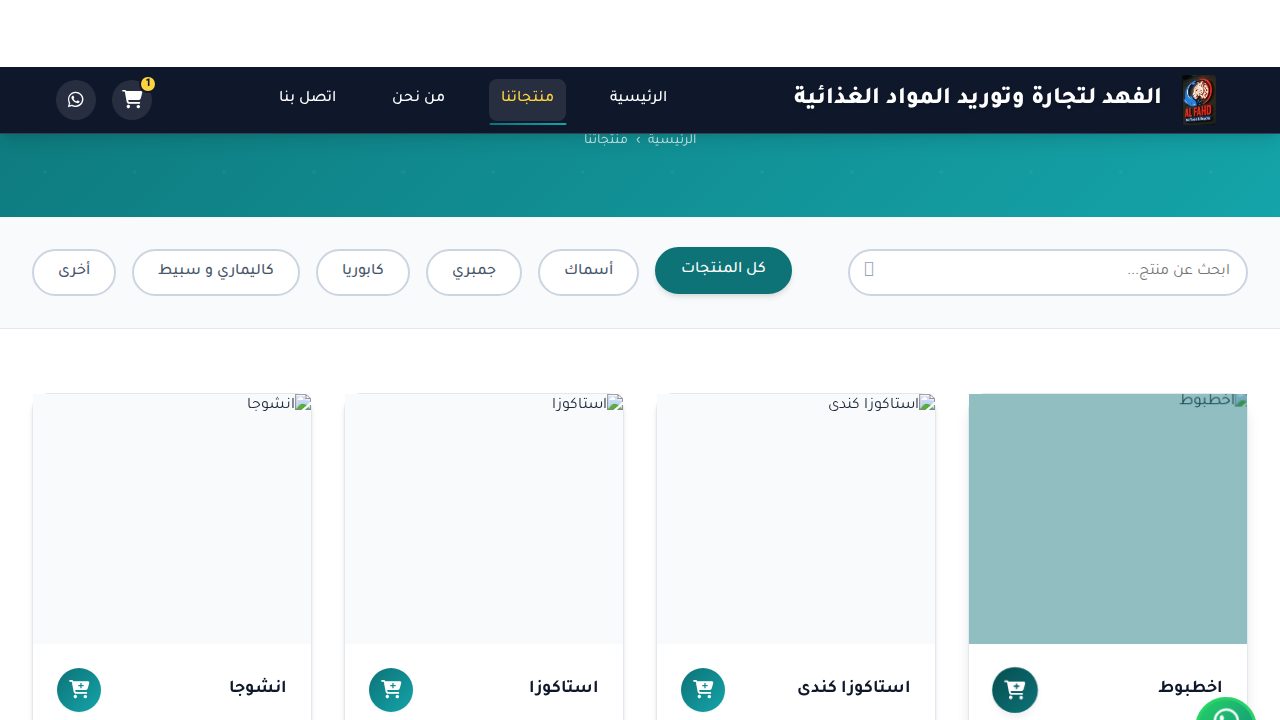 AL FAHD
الفهد لتجارة وتوريد المواد الغذائية
الرئيسية
منتجاتنا
من نحن
اتصل بنا
1
الرئيسية › منتجاتنا
ابحث عن منتج...
كل المنتجات
أسماك
جمبري
كابوريا
كاليماري و سبيط
أخرى
اخطبوط
استاكوزا كندى
استاكوزا
انشوجا
اخطبوط
استاكوزا كندى
استاكوزا
انشوجا